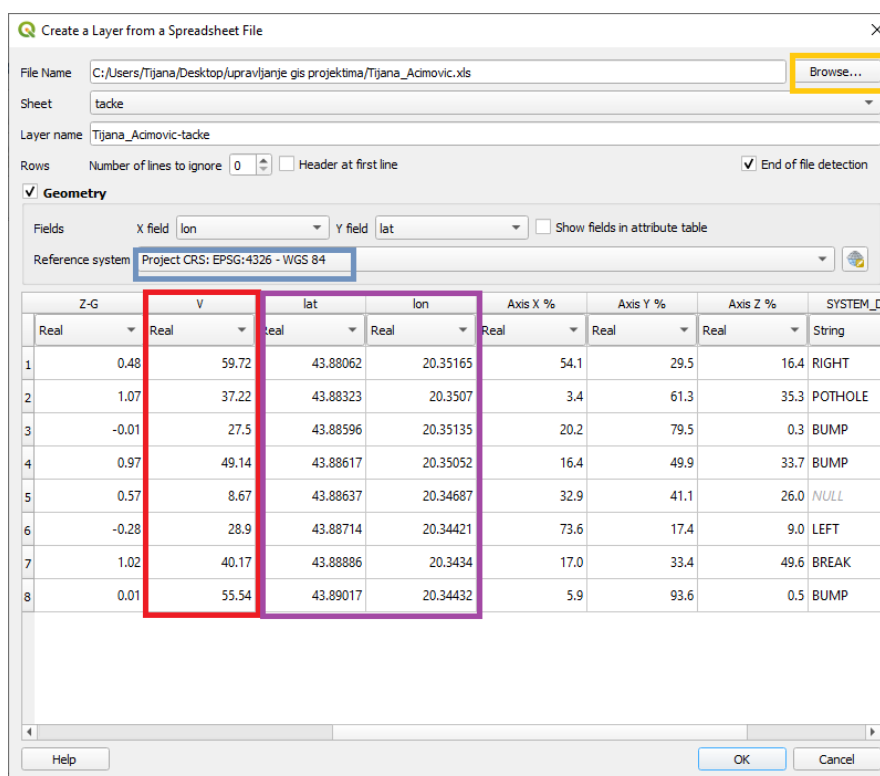 Create a Layer from a Spreadsheet File
File Name C:/Users/Tijana/Desktop/upravljanje gis projektima/Tijana_Acimovic.xls Browse...
Sheet tacke
Layer name Tijana_Acimovic-tacke
Rows Number of lines to ignore 0 Header at first line End of file detection
Geometry
Fields X field lon Y field lat Show fields in attribute table
Reference system Project CRS: EPSG:4326 - WGS 84
Z-G V lat lon Axis X % Axis Y % Axis Z % SYSTEM_D
Real Real Real Real Real Real Real String
1 0.48 59.72 43.88062 20.35165 54.1 29.5 16.4 RIGHT
2 1.07 37.22 43.88323 20.3507 3.4 61.3 35.3 POTHOLE
3 -0.01 27.5 43.88596 20.35135 20.2 79.5 0.3 BUMP
4 0.97 49.14 43.88617 20.35052 16.4 49.9 33.7 BUMP
5 0.57 8.67 43.88637 20.34687 32.9 41.1 26.0 NULL
6 -0.28 28.9 43.88714 20.34421 73.6 17.4 9.0 LEFT
7 1.02 40.17 43.88886 20.3434 17.0 33.4 49.6 BREAK
8 0.01 55.54 43.89017 20.34432 5.9 93.6 0.5 BUMP
Help OK Cancel